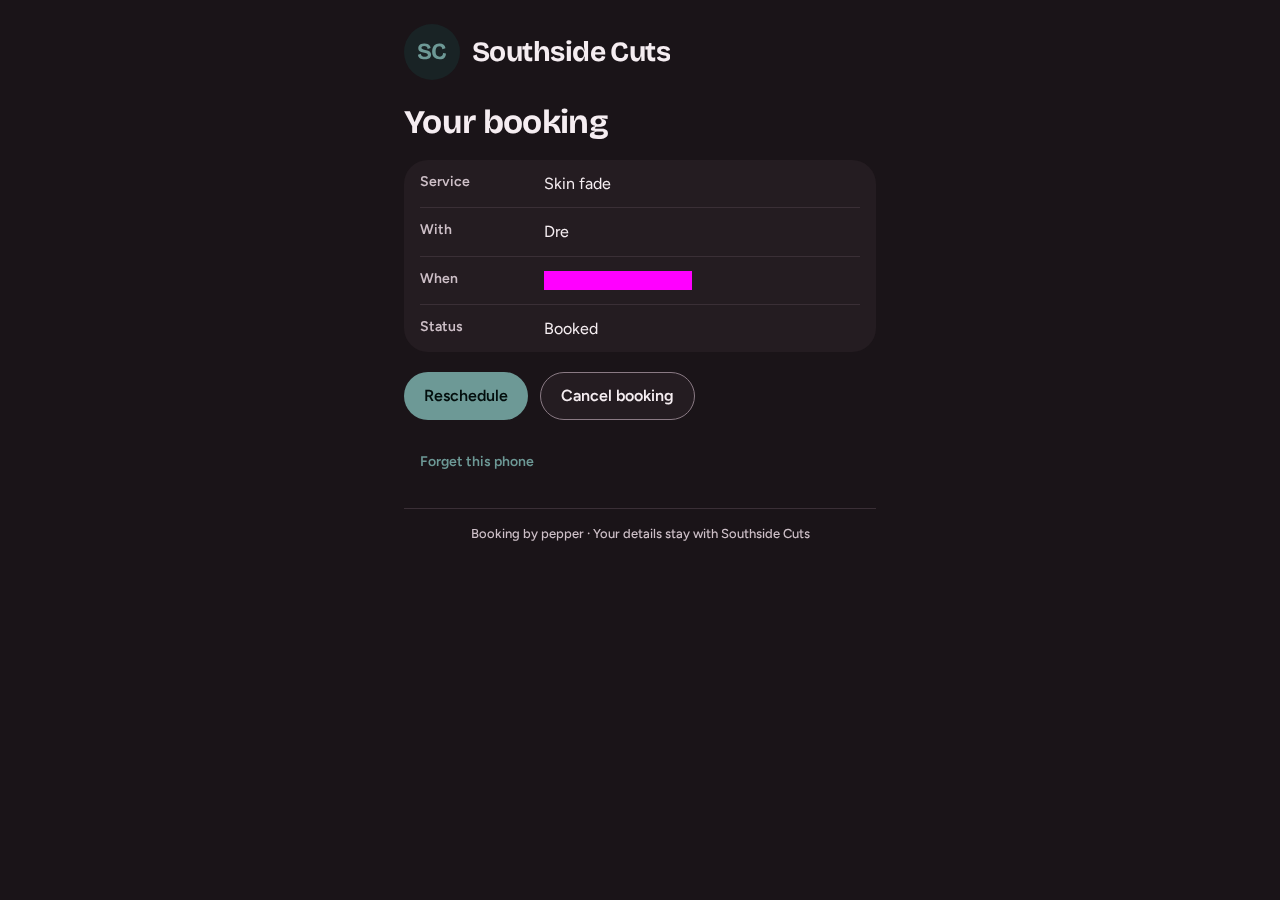 SC
Southside Cuts
Your booking
Service Skin fade
With Dre
When
Status Booked
Reschedule Cancel booking
Forget this phone
Booking by pepper · Your details stay with Southside Cuts